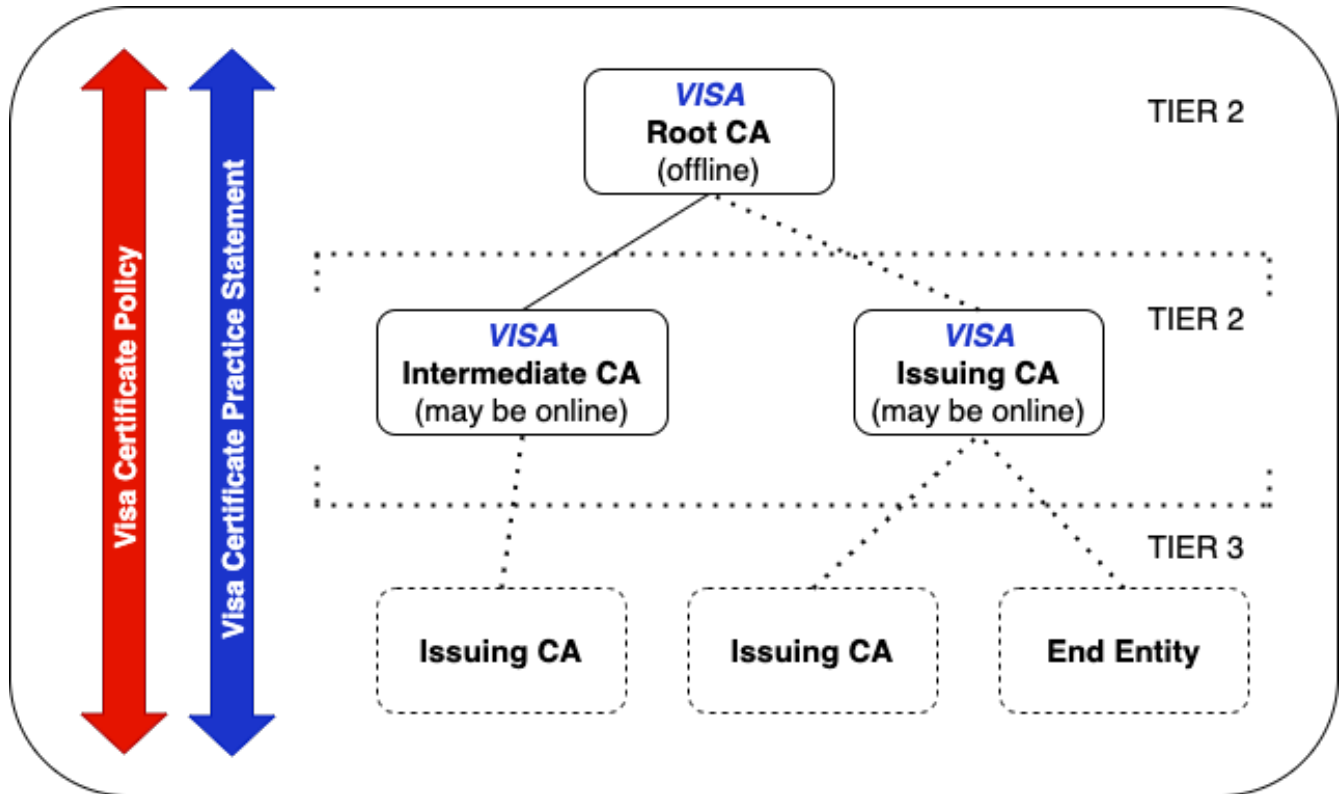 Visa Certificate Policy
Visa Certificate Practice Statement
VISA
Root CA
(offline)
TIER 2
TIER 2
VISA
Intermediate CA
(may be online)
VISA
Issuing CA
(may be online)
TIER 3
Issuing CA
Issuing CA
End Entity